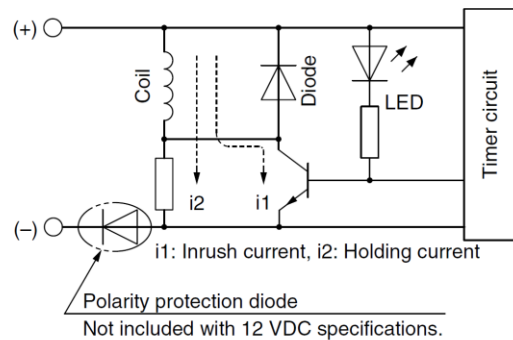 (+)
Coil
Diode
LED
Timer circuit
i2
i1
(−)
i1: Inrush current, i2: Holding current
Polarity protection diode
Not included with 12 VDC specifications.